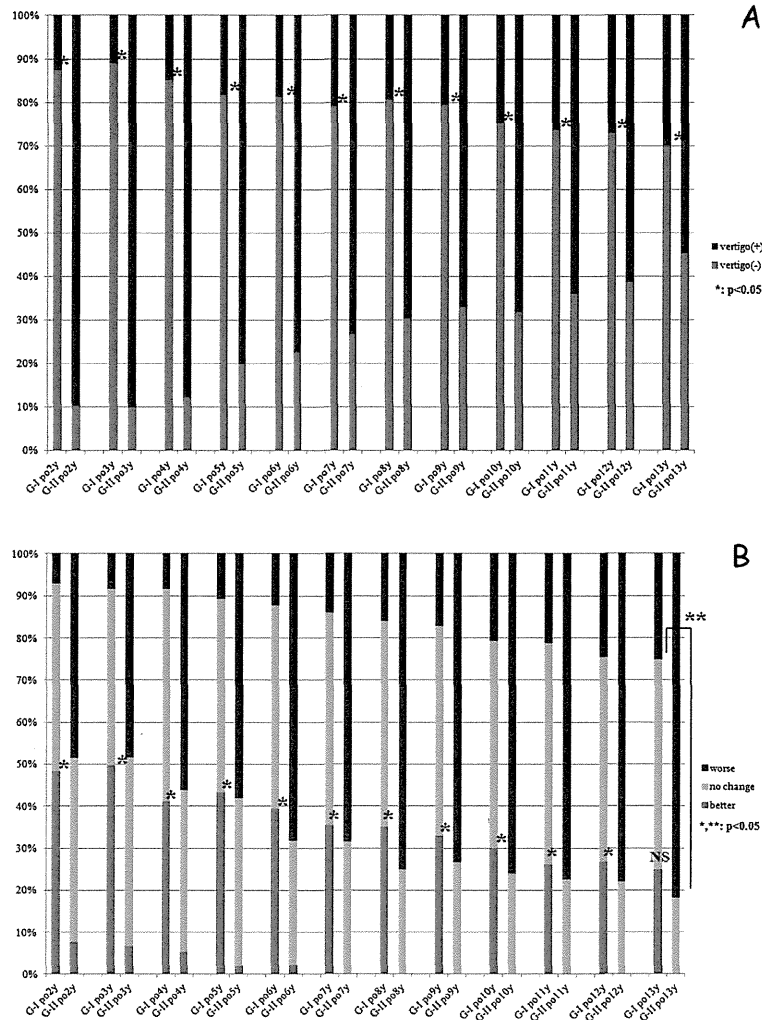 A
100%
90%
80%
70%
60%
50%
40%
30%
20%
10%
0%
* * * * * * * * * * * *
vertigo(+)
vertigo(-)
*: p<0.05
G-I po2y G-II po2y G-I po3y G-II po3y G-I po4y G-II po4y G-I po5y G-II po5y G-I po6y G-II po6y G-I po7y G-II po7y G-I po8y G-II po8y G-I po9y G-II po9y G-I po10y G-II po10y G-I po11y G-II po11y G-I po12y G-II po12y G-I po13y G-II po13y
B
100%
90%
80%
70%
60%
50%
40%
30%
20%
10%
0%
**
* * * * * * * * * * * NS
worse
no change
better
*,**: p<0.05
G-I po2y G-II po2y G-I po3y G-II po3y G-I po4y G-II po4y G-I po5y G-II po5y G-I po6y G-II po6y G-I po7y G-II po7y G-I po8y G-II po8y G-I po9y G-II po9y G-I po10y G-II po10y G-I po11y G-II po11y G-I po12y G-II po12y G-I po13y G-II po13y